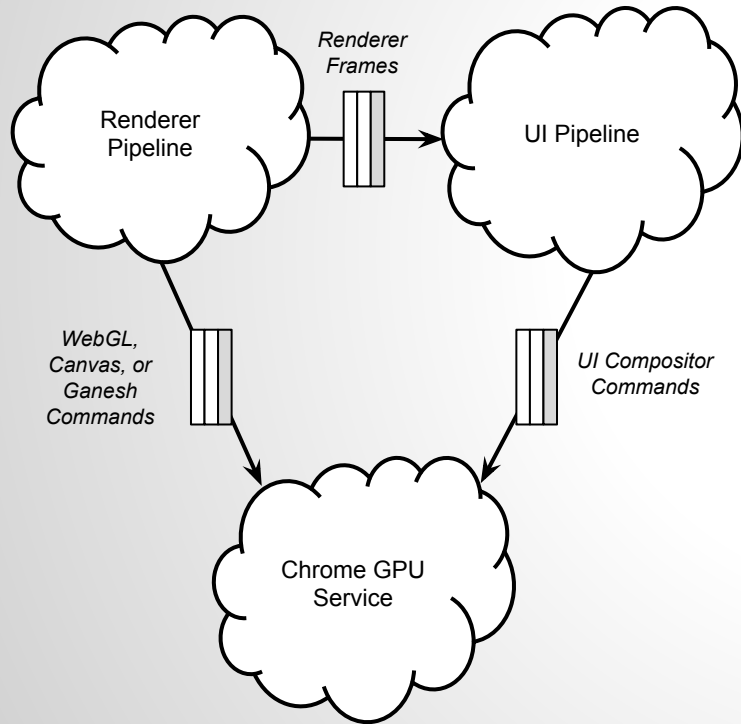 Renderer
Frames
Renderer
Pipeline
UI Pipeline
WebGL,
Canvas, or
Ganesh
Commands
UI Compositor
Commands
Chrome GPU
Service